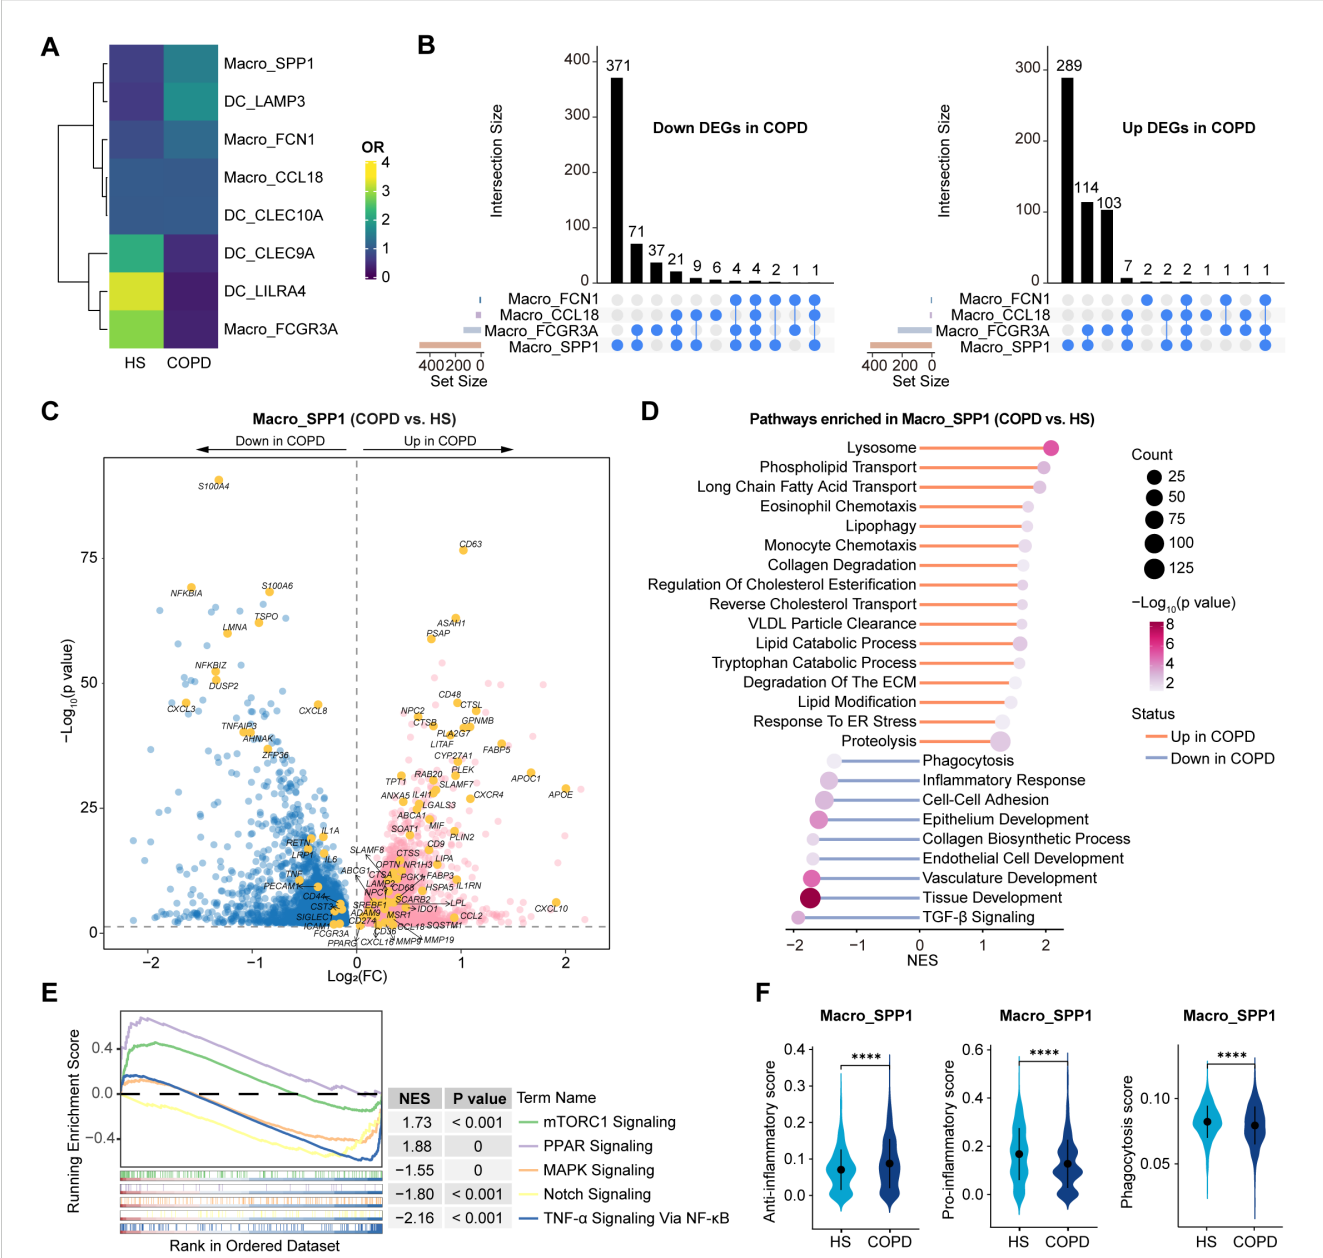 A
Macro_SPP1
DC_LAMP3
Macro_FCN1
Macro_CCL18
DC_CLEC10A
DC_CLEC9A
DC_LILRA4
Macro_FCGR3A
HS COPD
OR
4
3
2
1
0
B
Intersection Size
400
300
200
100
0
371
71
37
21
9
6
4
4
2
1
1
Down DEGs in COPD
Macro_FCN1
Macro_CCL18
Macro_FCGR3A
Macro_SPP1
400 200 0
Set Size
Intersection Size
300
200
100
0
289
114
103
7
2
2
2
1
1
1
1
Up DEGs in COPD
Macro_FCN1
Macro_CCL18
Macro_FCGR3A
Macro_SPP1
400 200 0
Set Size
C
Macro_SPP1 (COPD vs. HS)
Down in COPD Up in COPD
−Log10(p value)
75
50
25
0
S100A4
CD63
NFKBIA
S100A6
TSPO
LMNA
ASAH1
PSAP
NFKBIZ
DUSP2
CXCL3
CXCL8
CD48
CTSL
NPC2
CTSB
GPNMB
TNFAIP3
AHNAK
ZFP36
PLA2G7
LITAF
FABP5
CYP27A1
PLEK
APOC1
APOE
TPT1
RAB20
SLAMF7
CXCR4
ANXA5
IL4I1
LGALS3
ABCA1
MIF
SOAT1
PLIN2
IL1A
RETN
LRP1
IL6
SLAMF8
CD9
CTSS
LIPA
OPTN
NR1H3
ABCG1
CTSA
PGK1
FABP3
TNF
PECAM1
LAMP2
CD68
HSPA5
IL1RN
NPC1
CD44
CST3
SREBF1
SCARB2
LPL
CXCL10
SIGLEC1
ADAM9
IDO1
MSR1
CCL2
ICAM1
CD274
CCL18
SQSTM1
FCGR3A
CD36
PPARG
CXCL16
MMP9
MMP19
−2 −1 0 1 2
Log2(FC)
D
Pathways enriched in Macro_SPP1 (COPD vs. HS)
Lysosome
Phospholipid Transport
Long Chain Fatty Acid Transport
Eosinophil Chemotaxis
Lipophagy
Monocyte Chemotaxis
Collagen Degradation
Regulation Of Cholesterol Esterification
Reverse Cholesterol Transport
VLDL Particle Clearance
Lipid Catabolic Process
Tryptophan Catabolic Process
Degradation Of The ECM
Lipid Modification
Response To ER Stress
Proteolysis
Phagocytosis
Inflammatory Response
Cell-Cell Adhesion
Epithelium Development
Collagen Biosynthetic Process
Endothelial Cell Development
Vasculature Development
Tissue Development
TGF-β Signaling
−2 −1 0 1 2
NES
Count
25
50
75
100
125
−Log10(p value)
8
6
4
2
Status
Up in COPD
Down in COPD
E
Running Enrichment Score
0.4
0.0
−0.4
Rank in Ordered Dataset
NES P value Term Name
1.73 < 0.001 mTORC1 Signaling
1.88 0 PPAR Signaling
−1.55 0 MAPK Signaling
−1.80 < 0.001 Notch Signaling
−2.16 < 0.001 TNF-α Signaling Via NF-κB
F
Macro_SPP1
Anti-inflammatory score
0.4
0.3
0.2
0.1
0.0
****
HS COPD
Macro_SPP1
Pro-inflammatory score
0.6
0.4
0.2
0.0
****
HS COPD
Macro_SPP1
Phagocytosis score
0.10
0.05
****
HS COPD